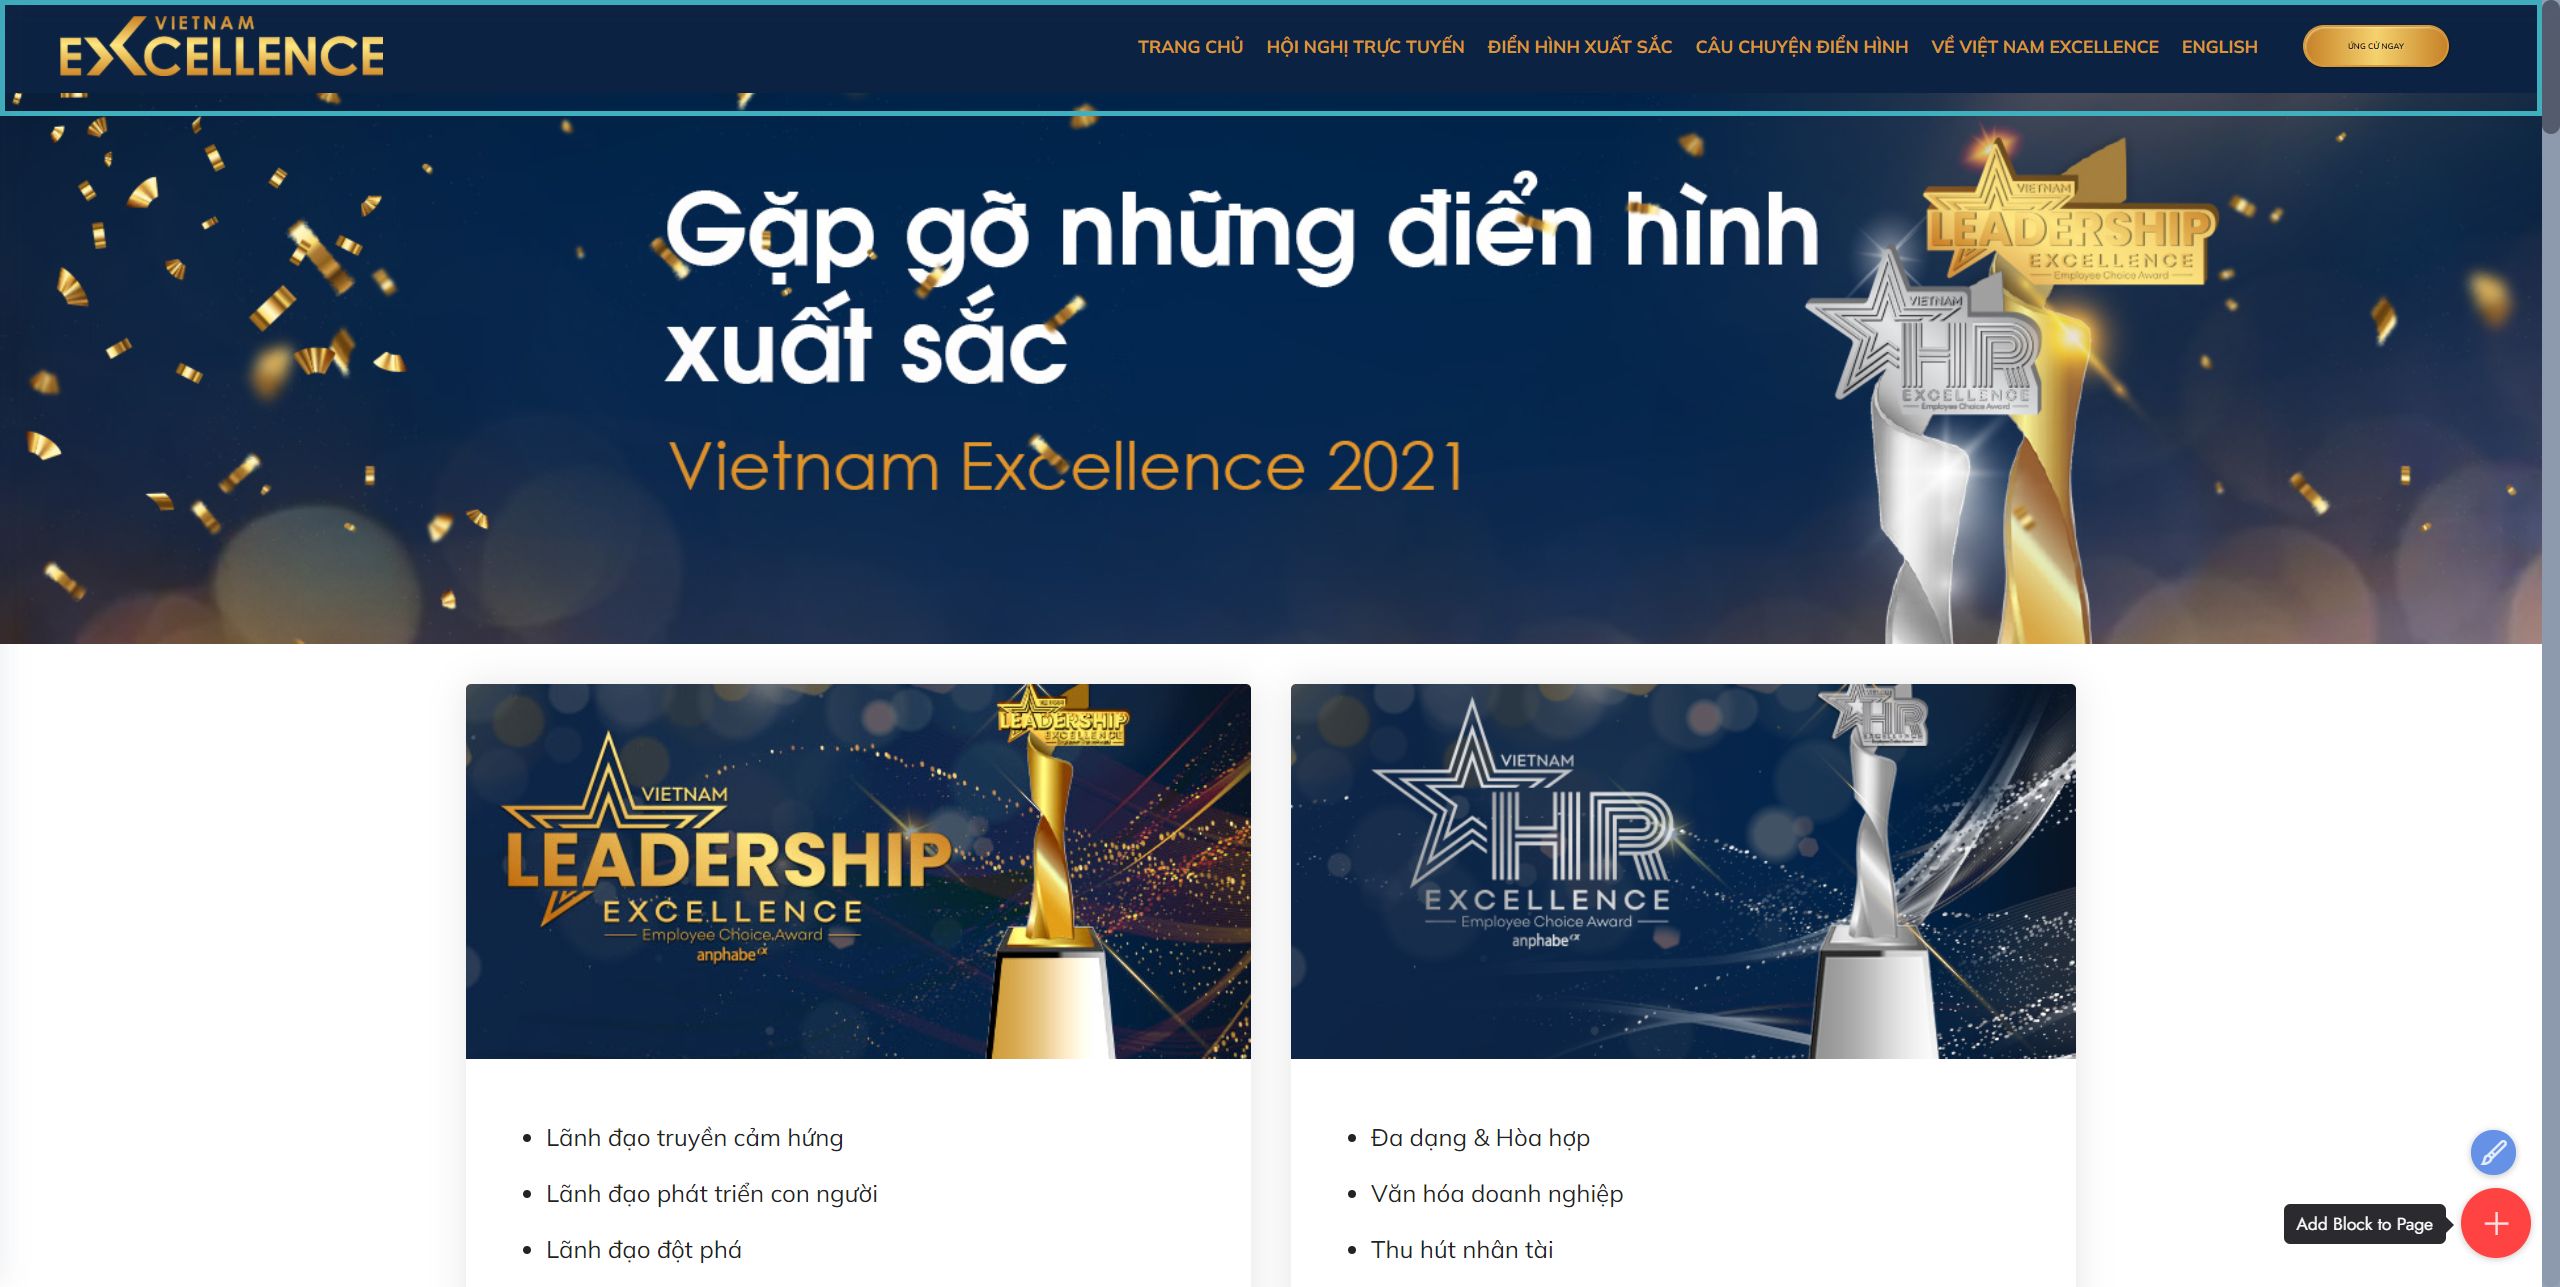 VIETNAM
EXCELLENCE
TRANG CHỦ HỘI NGHỊ TRỰC TUYẾN ĐIỂN HÌNH XUẤT SẮC CÂU CHUYỆN ĐIỂN HÌNH VỀ VIỆT NAM EXCELLENCE ENGLISH ỨNG CỬ NGAY
Gặp gỡ những điển hình
xuất sắc
Vietnam Excellence 2021
VIETNAM
LEADERSHIP
EXCELLENCE
Employee Choice Award
VIETNAM
HR
EXCELLENCE
Employee Choice Award
VIETNAM
LEADERSHIP
EXCELLENCE
Employee Choice Award
anphabe
LEADERSHIP
EXCELLENCE
VIETNAM
HR
EXCELLENCE
Employee Choice Award
anphabe
HR
Lãnh đạo truyền cảm hứng
Lãnh đạo phát triển con người
Lãnh đạo đột phá
Đa dạng & Hòa hợp
Văn hóa doanh nghiệp
Thu hút nhân tài
Add Block to Page